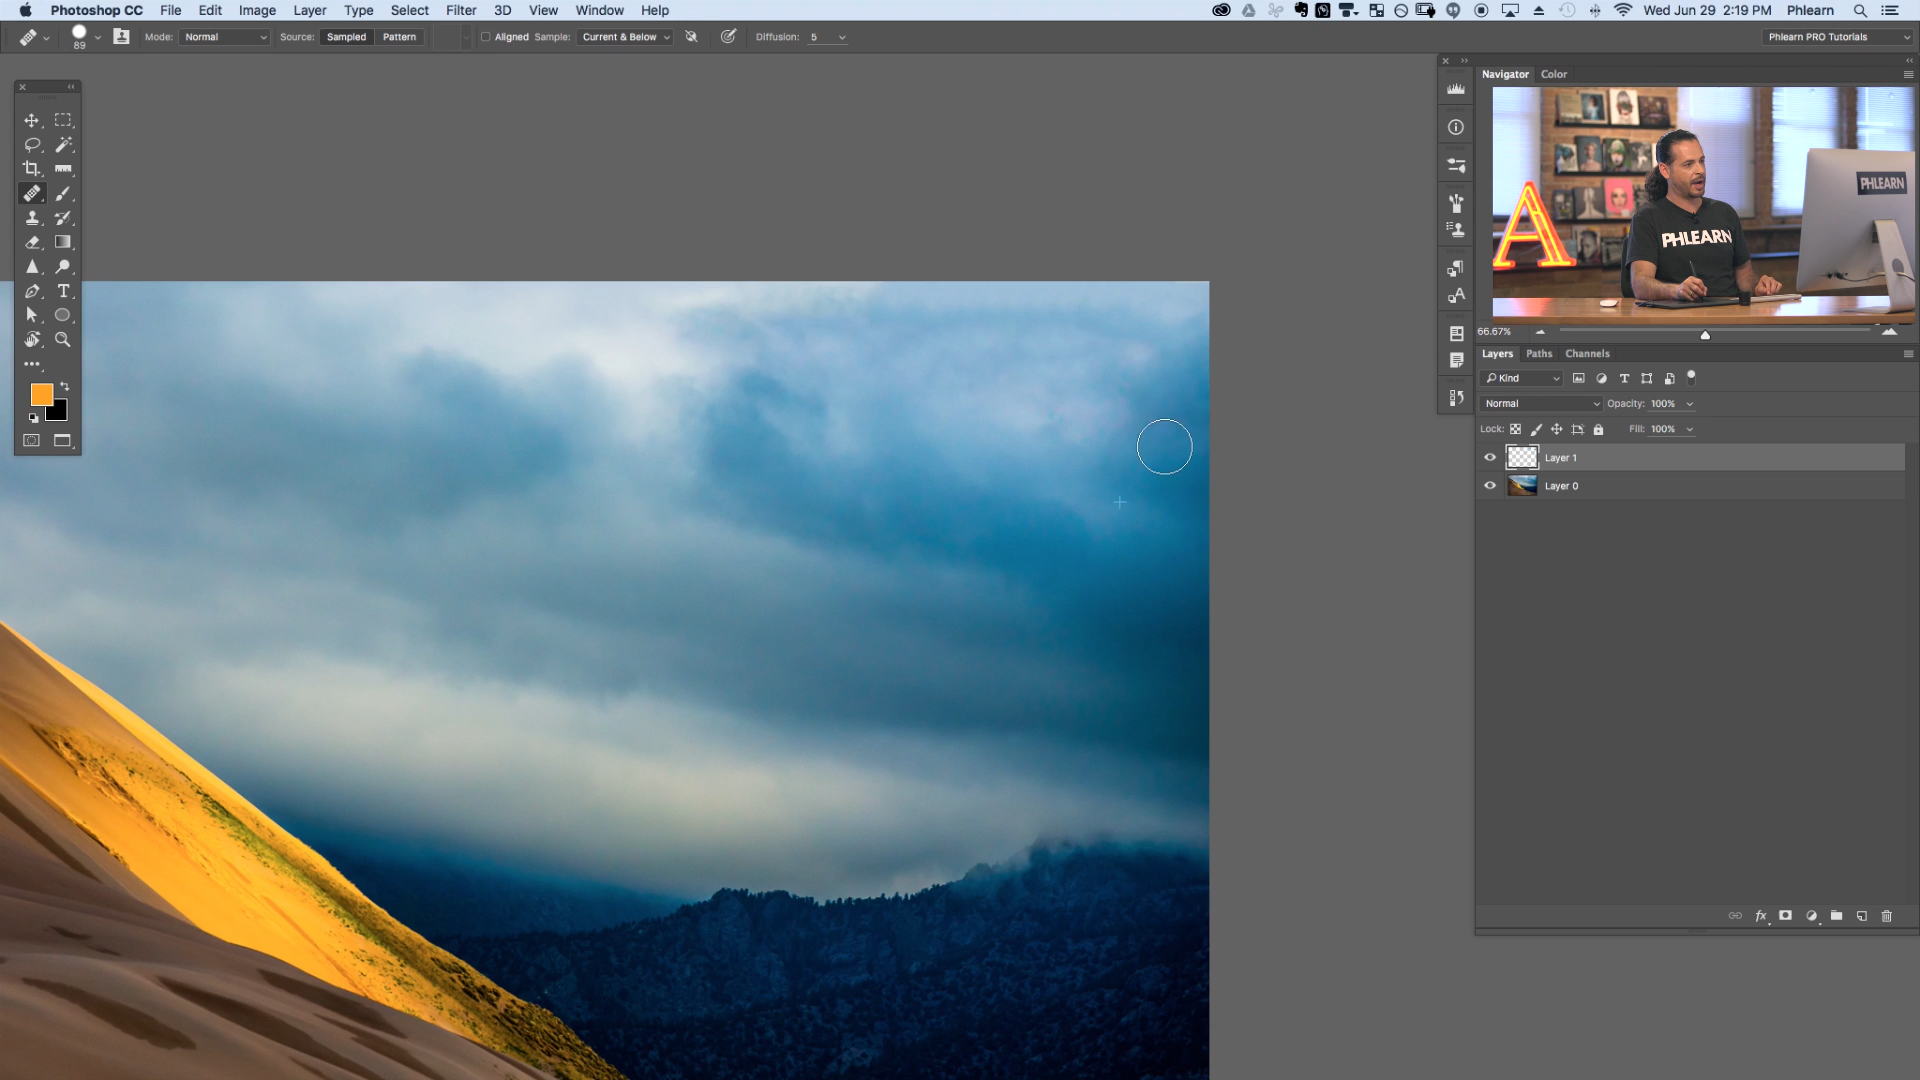 Photoshop CC File Edit Image Layer Type Select Filter 3D View Window Help Wed Jun 29 2:19 PM Phlearn
89 Mode: Normal Source: Sampled Pattern Aligned Sample: Current & Below Diffusion: 5 Phlearn PRO Tutorials
Navigator Color
PHLEARN
A
PHLEARN
66.67%
Layers Paths Channels
Kind
Normal Opacity: 100%
Lock: Fill: 100%
Layer 1
Layer 0
fx